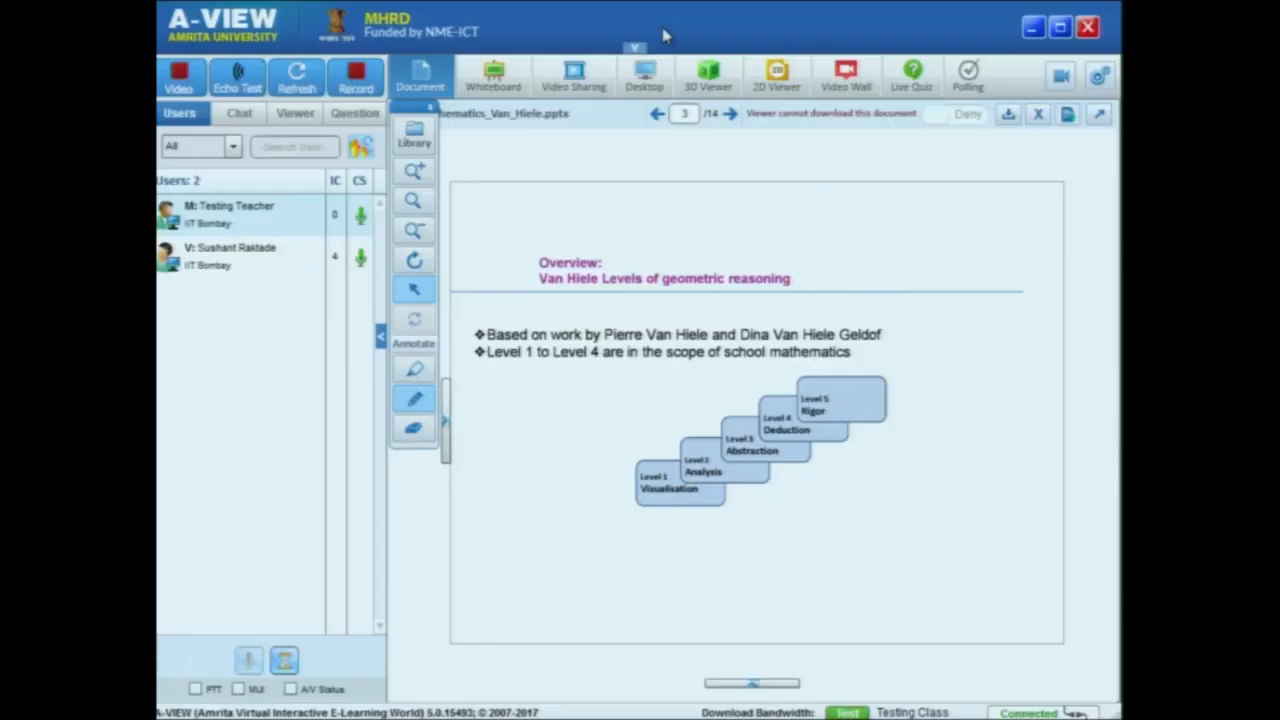 A-VIEW
AMRITA UNIVERSITY
MHRD
Funded by NME-ICT
Video
Echo Test
Refresh
Record
Document
Whiteboard
Video Sharing
Desktop
3D Viewer
2D Viewer
Video Wall
Live Quiz
Polling
Users
Chat
Viewer
Question
hematics_Van_Hiele.pptx
3 /14
Viewer cannot download this document
Deny
All
-Search User-
Library
Users: 2
IC
CS
M: Testing Teacher
IIT Bombay
0
V: Sushant Raktade
IIT Bombay
4
Annotate
Overview:
Van Hiele Levels of geometric reasoning
❖Based on work by Pierre Van Hiele and Dina Van Hiele Geldof
❖Level 1 to Level 4 are in the scope of school mathematics
Level 5
Rigor
Level 4
Deduction
Level 3
Abstraction
Level 2
Analysis
Level 1
Visualisation
PTT
MUI
A/V Status
A-VIEW (Amrita Virtual Interactive E-Learning World) 5.0.15493; © 2007-2017
Download Bandwidth:
Test
Testing Class
Connected